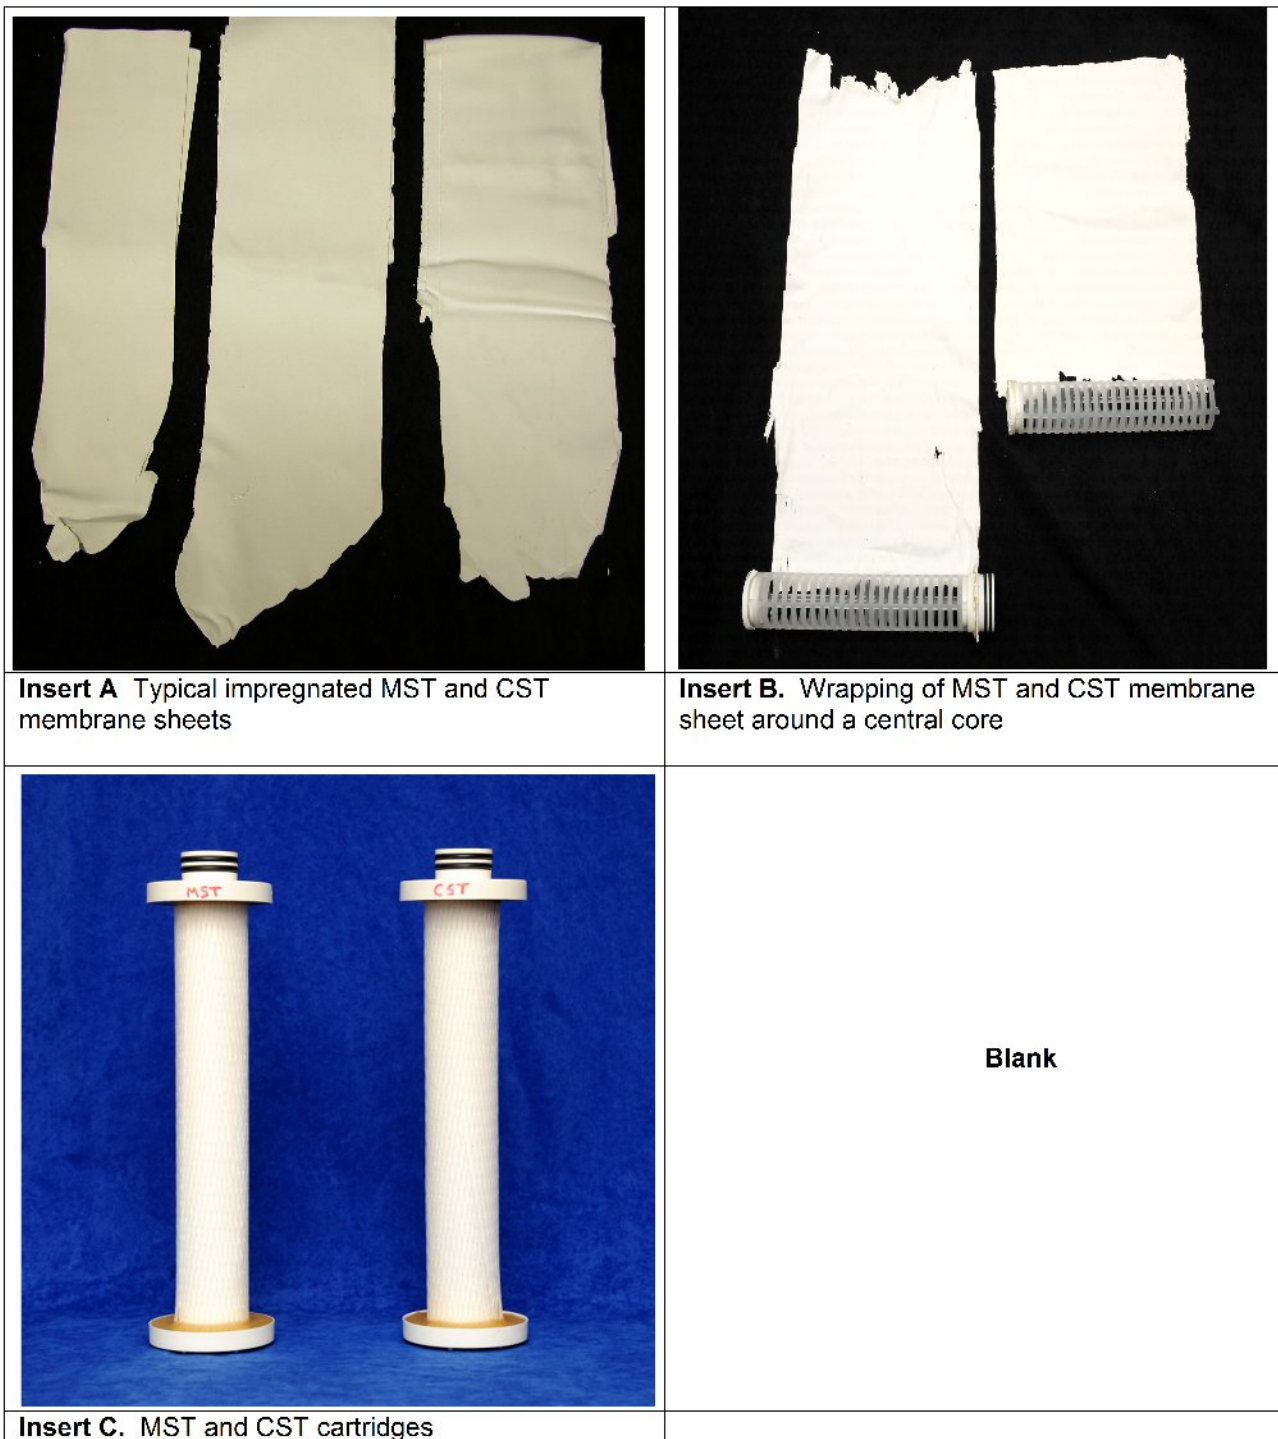 Insert A  Typical impregnated MST and CST
membrane sheets
Insert B.  Wrapping of MST and CST membrane
sheet around a central core
MST
CST
Blank
Insert C.  MST and CST cartridges